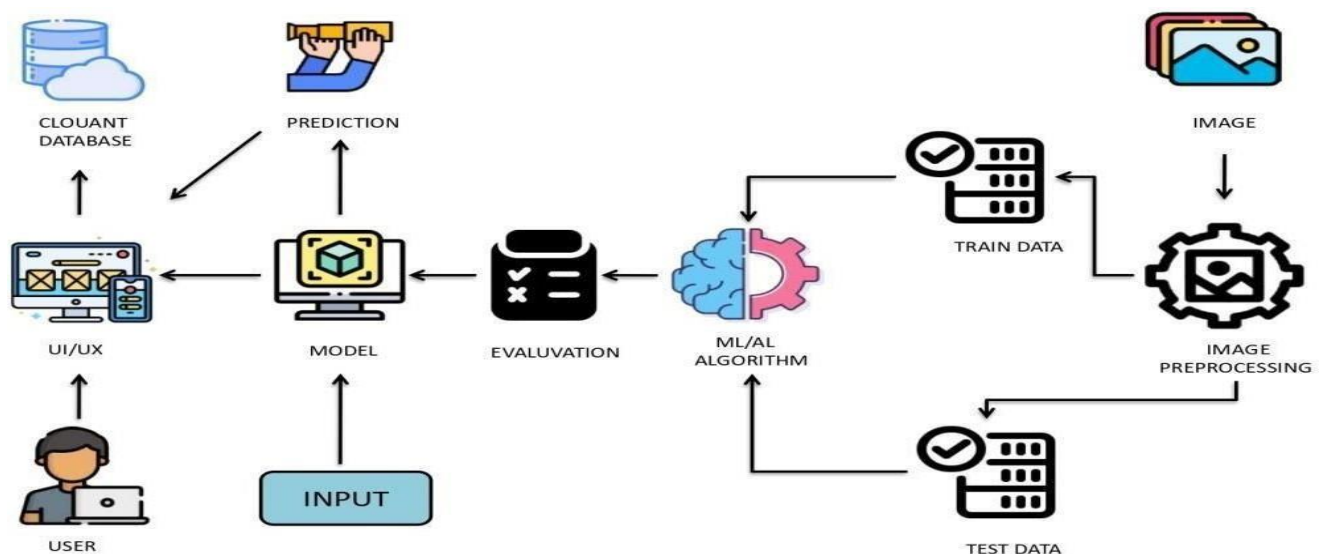 CLOUANT
DATABASE
PREDICTION
IMAGE
TRAIN DATA
UI/UX
MODEL
EVALUVATION
ML/AL
ALGORITHM
IMAGE
PREPROCESSING
INPUT
USER
TEST DATA